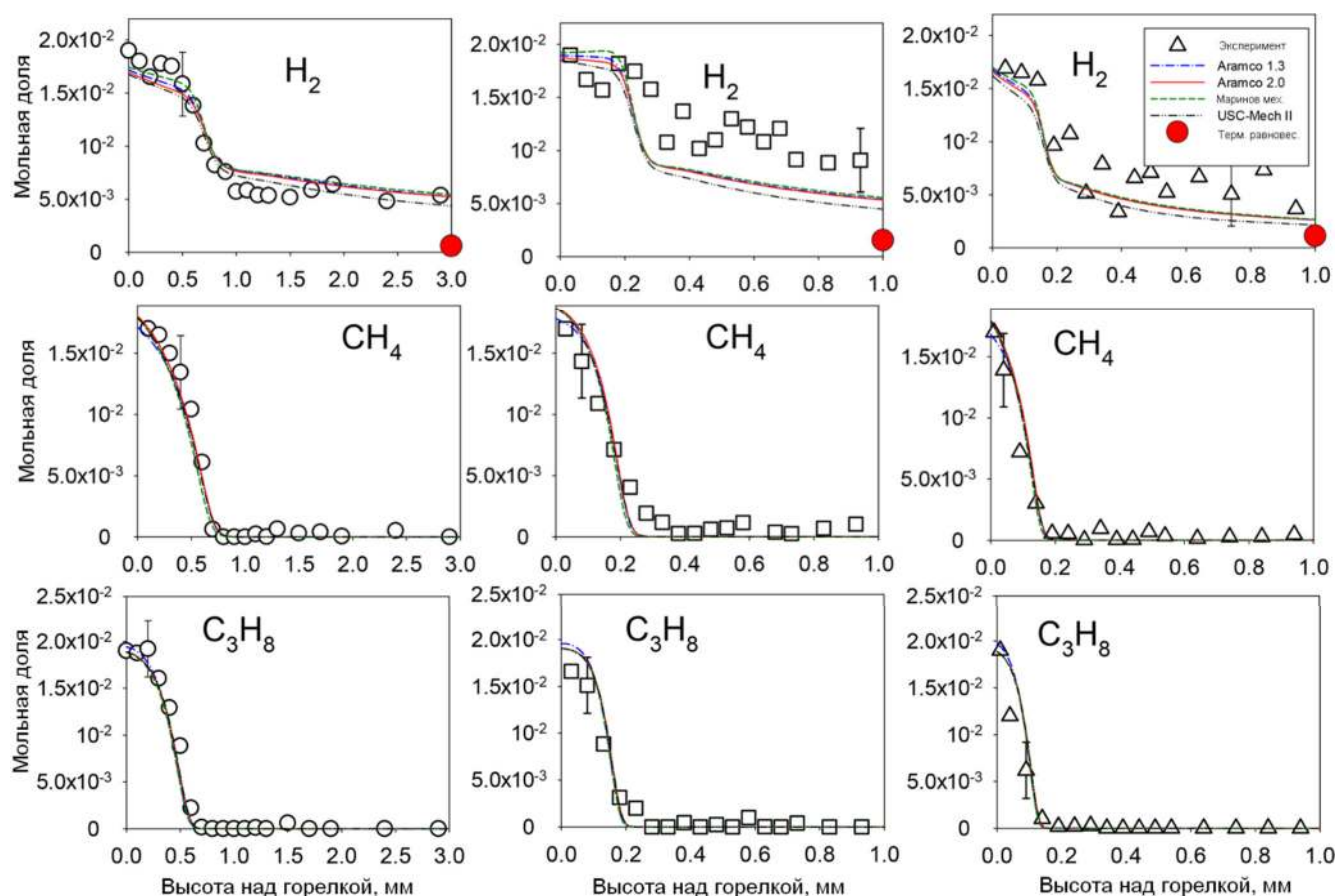 Мольная доля
2.0x10-2
1.5x10-2
10-2
5.0x10-3
0
H2
0.0 0.5 1.0 1.5 2.0 2.5 3.0
2.0x10-2
1.5x10-2
10-2
5.0x10-3
0
H2
0.0 0.2 0.4 0.6 0.8 1.0
2.0x10-2
1.5x10-2
10-2
5.0x10-3
0
H2
0.0 0.2 0.4 0.6 0.8 1.0
Эксперимент
Aramco 1.3
Aramco 2.0
Маринов мех.
USC-Mech II
Терм. равновес.
Мольная доля
1.5x10-2
10-2
5.0x10-3
0
CH4
0.0 0.5 1.0 1.5 2.0 2.5 3.0
1.5x10-2
10-2
5.0x10-3
0
CH4
0.0 0.2 0.4 0.6 0.8 1.0
1.5x10-2
10-2
5.0x10-3
0
CH4
0.0 0.2 0.4 0.6 0.8 1.0
Мольная доля
2.5x10-2
2.0x10-2
1.5x10-2
10-2
5.0x10-3
0
C3H8
0.0 0.5 1.0 1.5 2.0 2.5 3.0
Высота над горелкой, мм
2.5x10-2
2.0x10-2
1.5x10-2
10-2
5.0x10-3
0
C3H8
0.0 0.2 0.4 0.6 0.8 1.0
Высота над горелкой, мм
2.5x10-2
2.0x10-2
1.5x10-2
10-2
5.0x10-3
0
C3H8
0.0 0.2 0.4 0.6 0.8 1.0
Высота над горелкой, мм